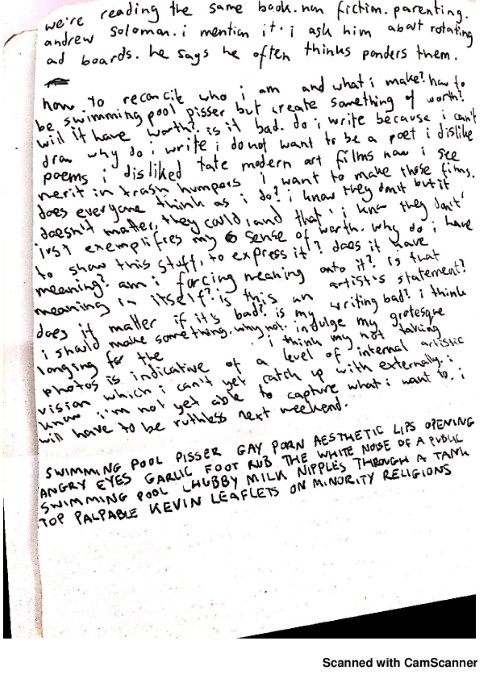 we're reading the same book. non fiction. parenting.
andrew soloman. i mention it. i ask him about rotating
ad boards. he says he often thinks ponders them.
how to reconcile who i am and what i make? how to
be swimming pool pisser but create something of worth?
will it have worth? is it bad. do i write because i can't
draw why do i write i do not want to be a poet i dislike
poems i disliked tate modern art films now i see
merit in trash humpers i want to make those films.
does everyone think as i do? i know they don't but it
doesn't matter, they could, and that i know they don't
just exemplifies my sense of worth. why do i have
to show this stuff, to express it? does it have
meaning? am i forcing meaning onto it? is that
meaning in itself? is this an artist's statement?
does it matter if it's bad? is my writing bad? i think
i should make something. why not. indulge my grotesque
longing for the i think my not taking
photos is indicative of a level of internal artistic
vision which i can't yet catch up with externally. i
know i'm not yet able to capture what i want to. i
will have to be ruthless next weekend.
SWIMMING POOL PISSER GAY PORN AESTHETIC LIPS OPENING
ANGRY EYES GARLIC FOOT RUB THE WHITE NOISE OF A PUBLIC
SWIMMING POOL CHUBBY MILK NIPPLES THROUGH A TANK
TOP PALPABLE KEVIN LEAFLETS ON MINORITY RELIGIONS
Scanned with CamScanner